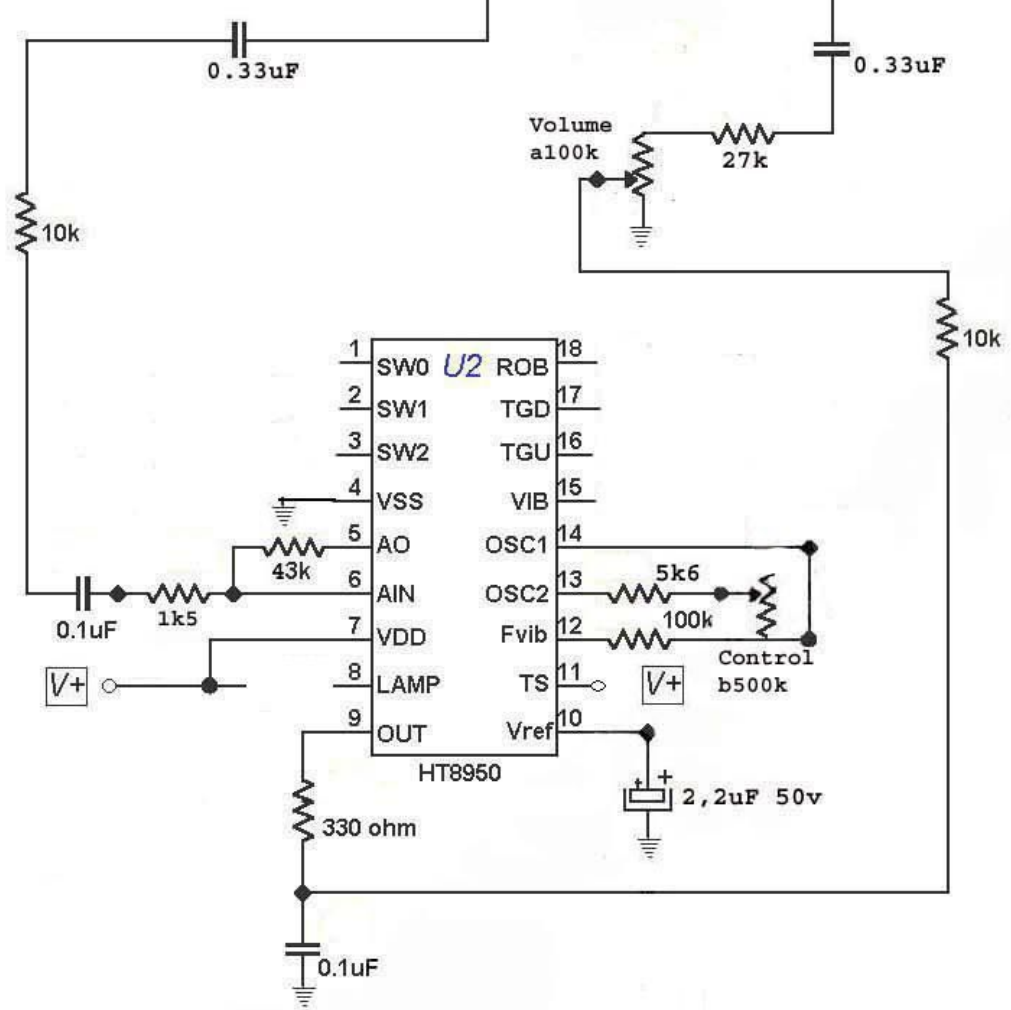 0.33uF
0.33uF
Volume
a100k
27k
10k
10k
U2
1 SW0
ROB 18
2 SW1
TGD 17
3 SW2
TGU 16
4 VSS
VIB 15
5 AO
OSC1 14
43k
6 AIN
OSC2 13
5k6
0.1uF
1k5
100k
7 VDD
Fvib 12
Control
b500k
V+
8 LAMP
TS 11
V+
9 OUT
Vref 10
HT8950
+ +
2,2uF 50v
330 ohm
0.1uF